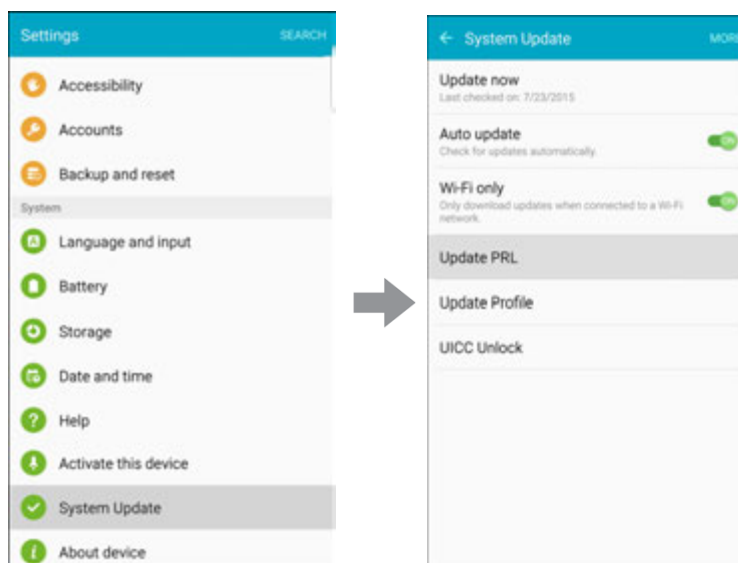 Settings SEARCH
Accessibility
Accounts
Backup and reset
System
Language and input
Battery
Storage
Date and time
Help
Activate this device
System Update
About device
System Update MORE
Update now
Last checked on: 7/23/2015
Auto update
Check for updates automatically.
ON
Wi-Fi only
Only download updates when connected to a Wi-Fi
network.
ON
Update PRL
Update Profile
UICC Unlock